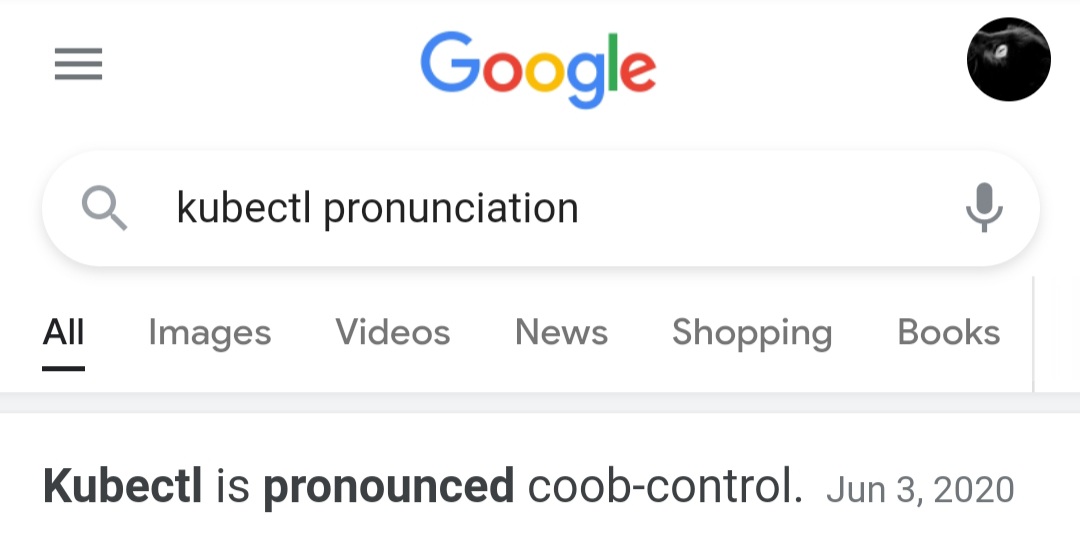 Google
kubectl pronunciation
All Images Videos News Shopping Books
Kubectl is pronounced coob-control. Jun 3, 2020